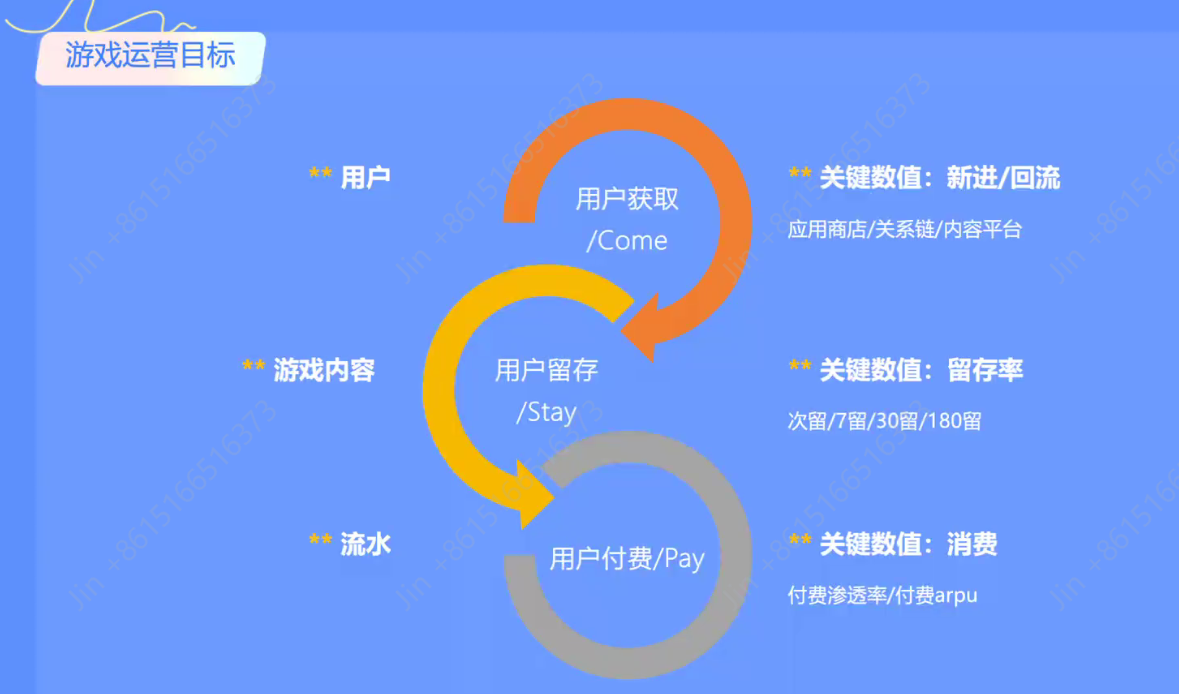 游戏运营目标
** 用户
用户获取
/Come
** 关键数值：新进/回流
应用商店/关系链/内容平台
** 游戏内容
用户留存
/Stay
** 关键数值：留存率
次留/7留/30留/180留
** 流水
用户付费/Pay
** 关键数值：消费
付费渗透率/付费arpu
Jin +8615166516373